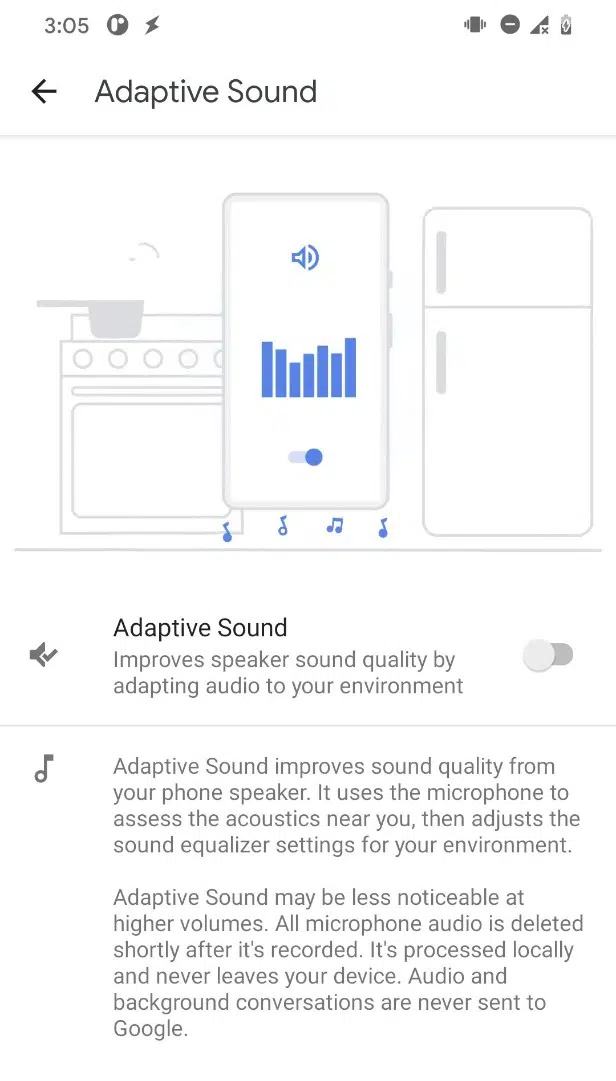 3:05
Adaptive Sound
Adaptive Sound
Improves speaker sound quality by
adapting audio to your environment
Adaptive Sound improves sound quality from
your phone speaker. It uses the microphone to
assess the acoustics near you, then adjusts the
sound equalizer settings for your environment.
Adaptive Sound may be less noticeable at
higher volumes. All microphone audio is deleted
shortly after it's recorded. It's processed locally
and never leaves your device. Audio and
background conversations are never sent to
Google.